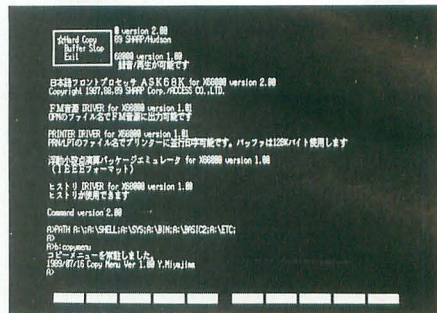 ☆Hard Copy
Buffer Stop
Exit
version 2.00
89 SHARP/Hudson
68000 version 1.00
録音/再生が可能です
日本語フロントプロセッサ ASK68K for X68000 version 2.00
Copyright 1987,88,89 SHARP Corp./ACCESS CO.,LTD.
FM音源 DRIVER for X68000 version 1.01
OPMのファイル名でFM音源に出力可能です
PRINTER DRIVER for X68000 version 1.01
PRN/LPTのファイル名でプリンターに並行印字可能です。バッファは128Kバイト使用します
浮動小数点演算パッケージエミュレータ for X68000 version 1.00
(IEEEフォーマット)
ヒストリ DRIVER for X68000 version 1.00
ヒストリが使用できます
Command version 2.00
A>PATH A:\;A:\SHELL;A:\SYS;A:\BIN;A:\BASIC2;A:\ETC;
A>
A>b:copymenu
コピーメニューを常駐しました。
1989/07/16 Copy Menu Ver 1.00 Y.Miyajima
A>